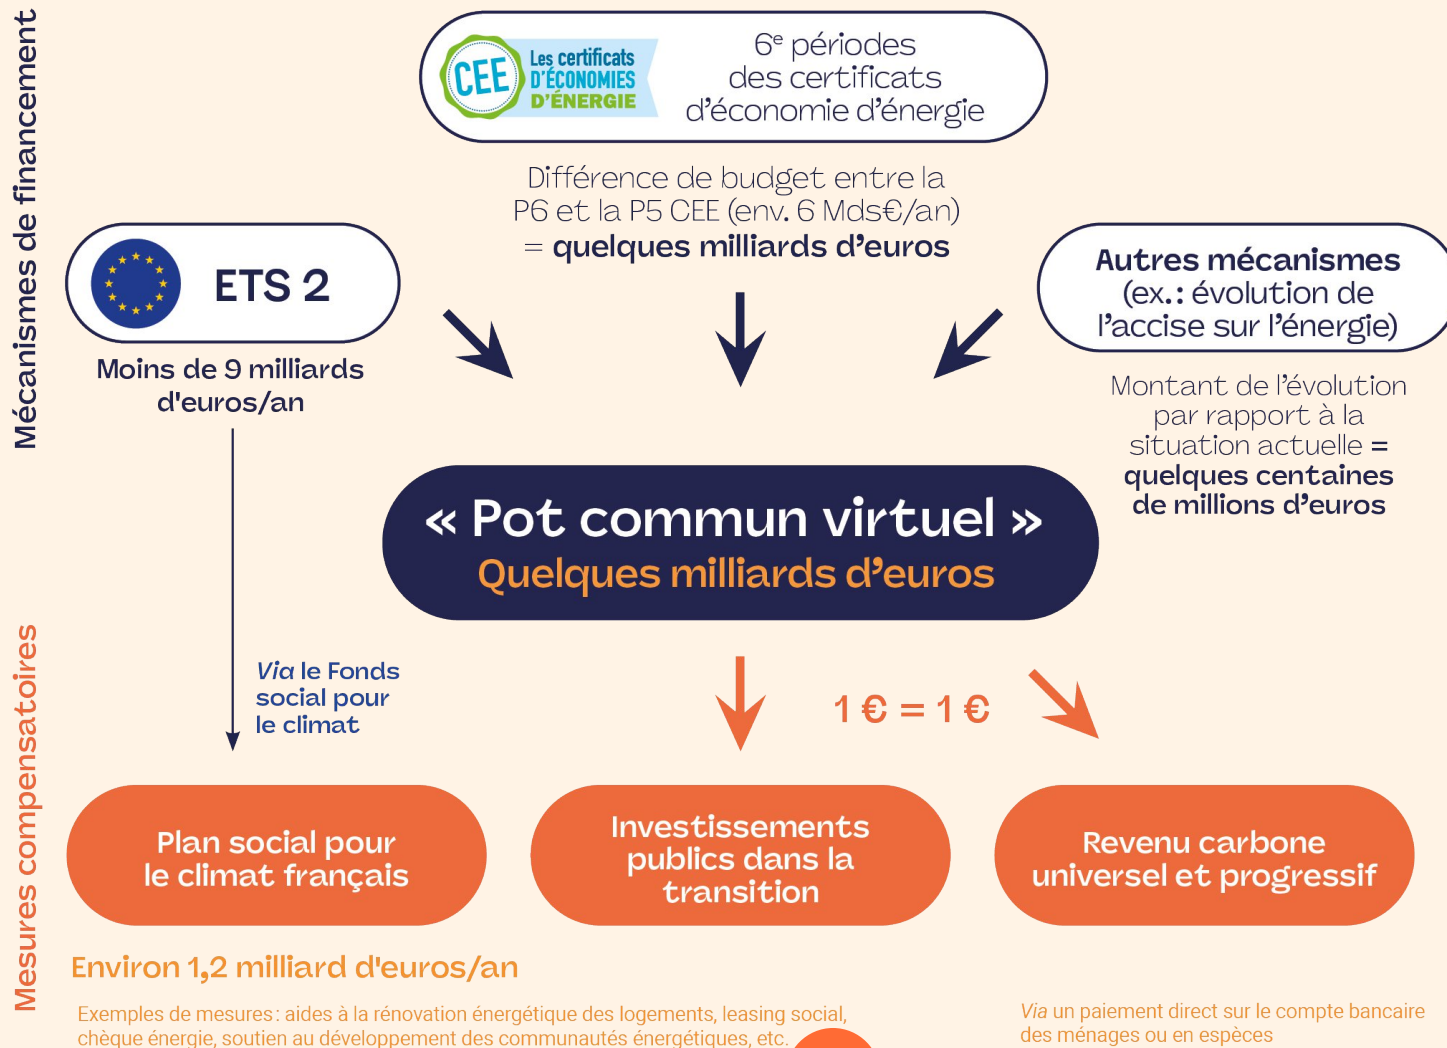 Mécanismes de financement
CEE
Les certificats
D'ÉCONOMIES
D'ÉNERGIE
6e périodes
des certificats
d'économie d'énergie
Différence de budget entre la
P6 et la P5 CEE (env. 6 Mds€/an)
= quelques milliards d'euros
ETS 2
Moins de 9 milliards
d'euros/an
Autres mécanismes
(ex.: évolution de
l'accise sur l'énergie)
Montant de l'évolution
par rapport à la
situation actuelle =
quelques centaines
de millions d'euros
« Pot commun virtuel »
Quelques milliards d'euros
Mesures compensatoires
Via le Fonds
social pour
le climat
1 € = 1 €
Plan social pour
le climat français
Investissements
publics dans la
transition
Revenu carbone
universel et progressif
Environ 1,2 milliard d'euros/an
Exemples de mesures : aides à la rénovation énergétique des logements, leasing social,
chèque énergie, soutien au développement des communautés énergétiques, etc.
Via un paiement direct sur le compte bancaire
des ménages ou en espèces